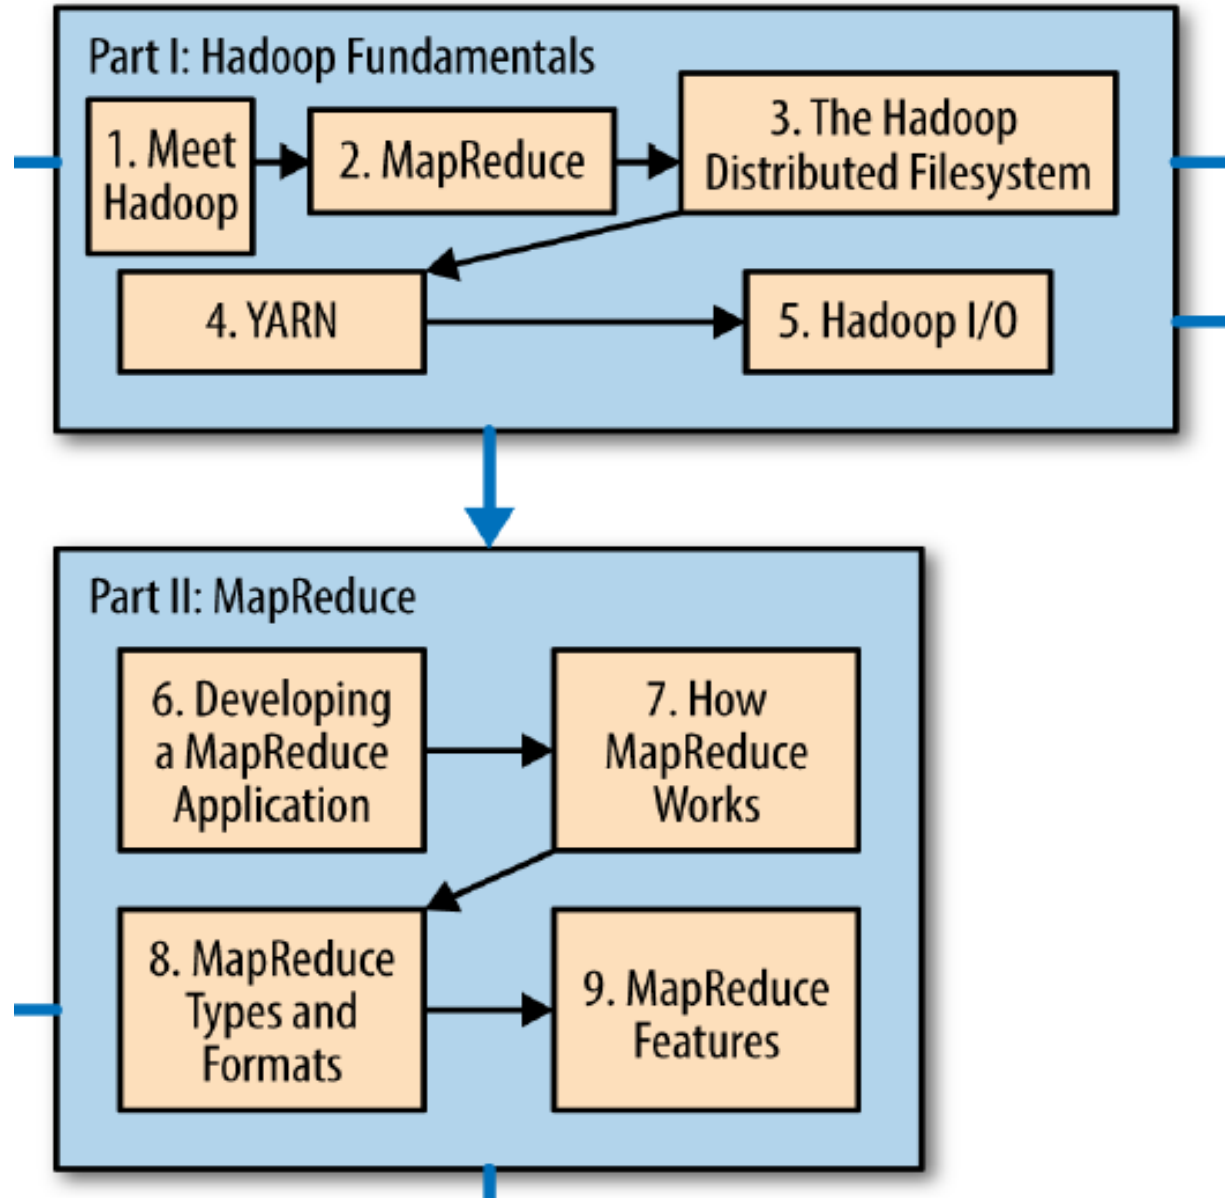 Part I: Hadoop Fundamentals
1. Meet
Hadoop
2. MapReduce
3. The Hadoop
Distributed Filesystem
4. YARN
5. Hadoop I/O
Part II: MapReduce
6. Developing
a MapReduce
Application
7. How
MapReduce
Works
8. MapReduce
Types and
Formats
9. MapReduce
Features